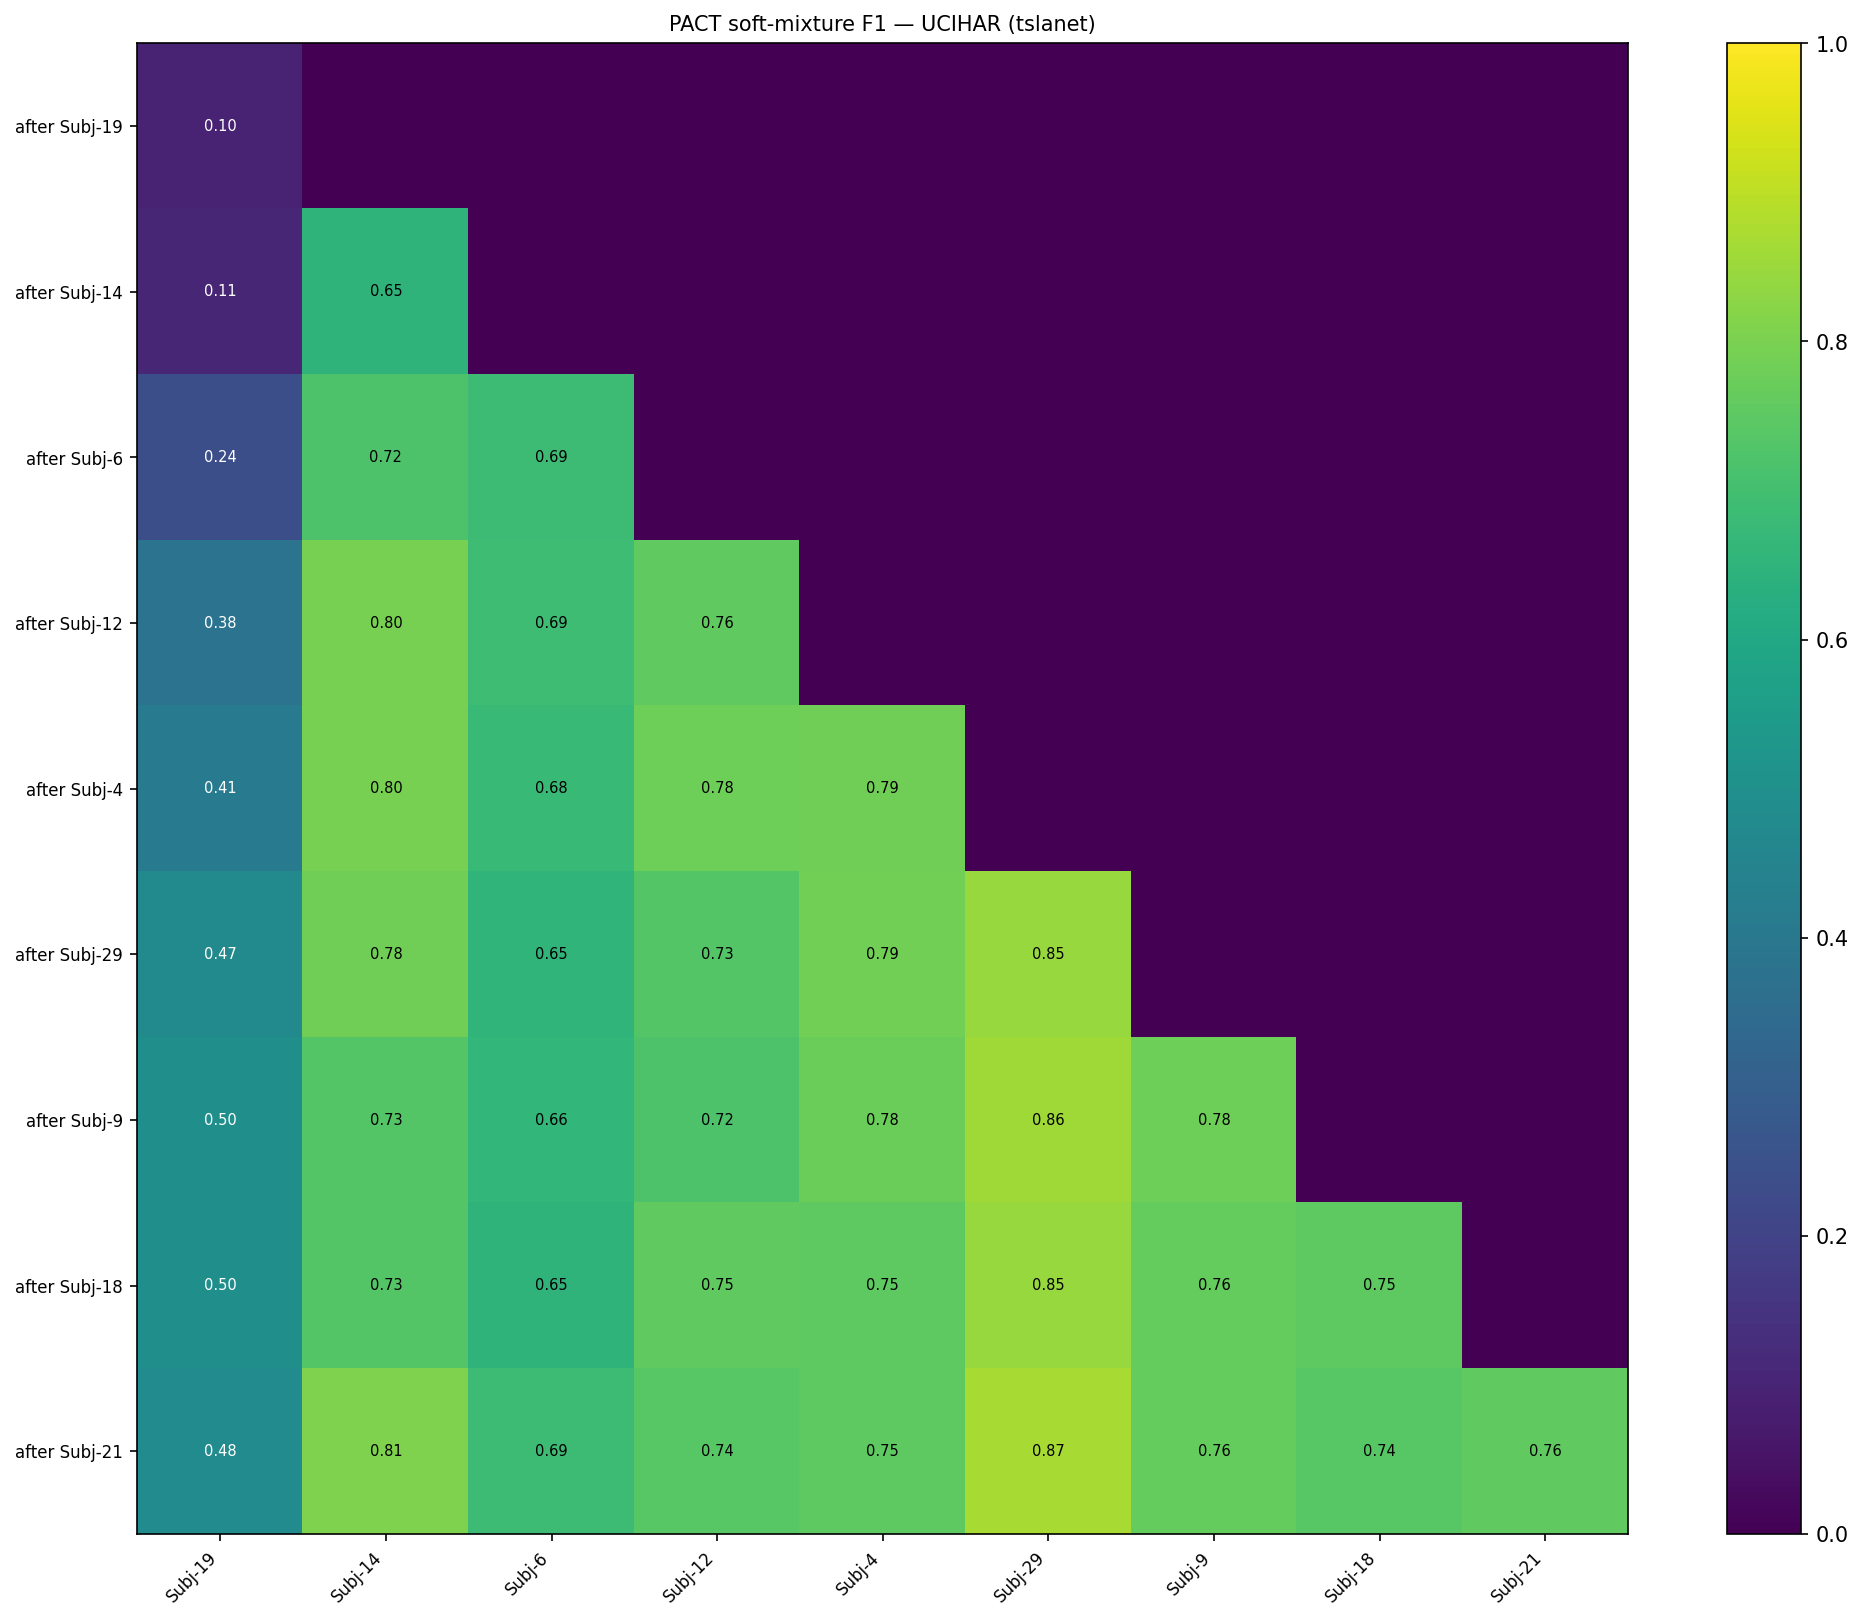 PACT soft-mixture F1 — UCIHAR (tslanet)
after Subj-19 0.10
after Subj-14 0.11 0.65
after Subj-6 0.24 0.72 0.69
after Subj-12 0.38 0.80 0.69 0.76
after Subj-4 0.41 0.80 0.68 0.78 0.79
after Subj-29 0.47 0.78 0.65 0.73 0.79 0.85
after Subj-9 0.50 0.73 0.66 0.72 0.78 0.86 0.78
after Subj-18 0.50 0.73 0.65 0.75 0.75 0.85 0.76 0.75
after Subj-21 0.48 0.81 0.69 0.74 0.75 0.87 0.76 0.74 0.76
Subj-19 Subj-14 Subj-6 Subj-12 Subj-4 Subj-29 Subj-9 Subj-18 Subj-21
1.0
0.8
0.6
0.4
0.2
0.0